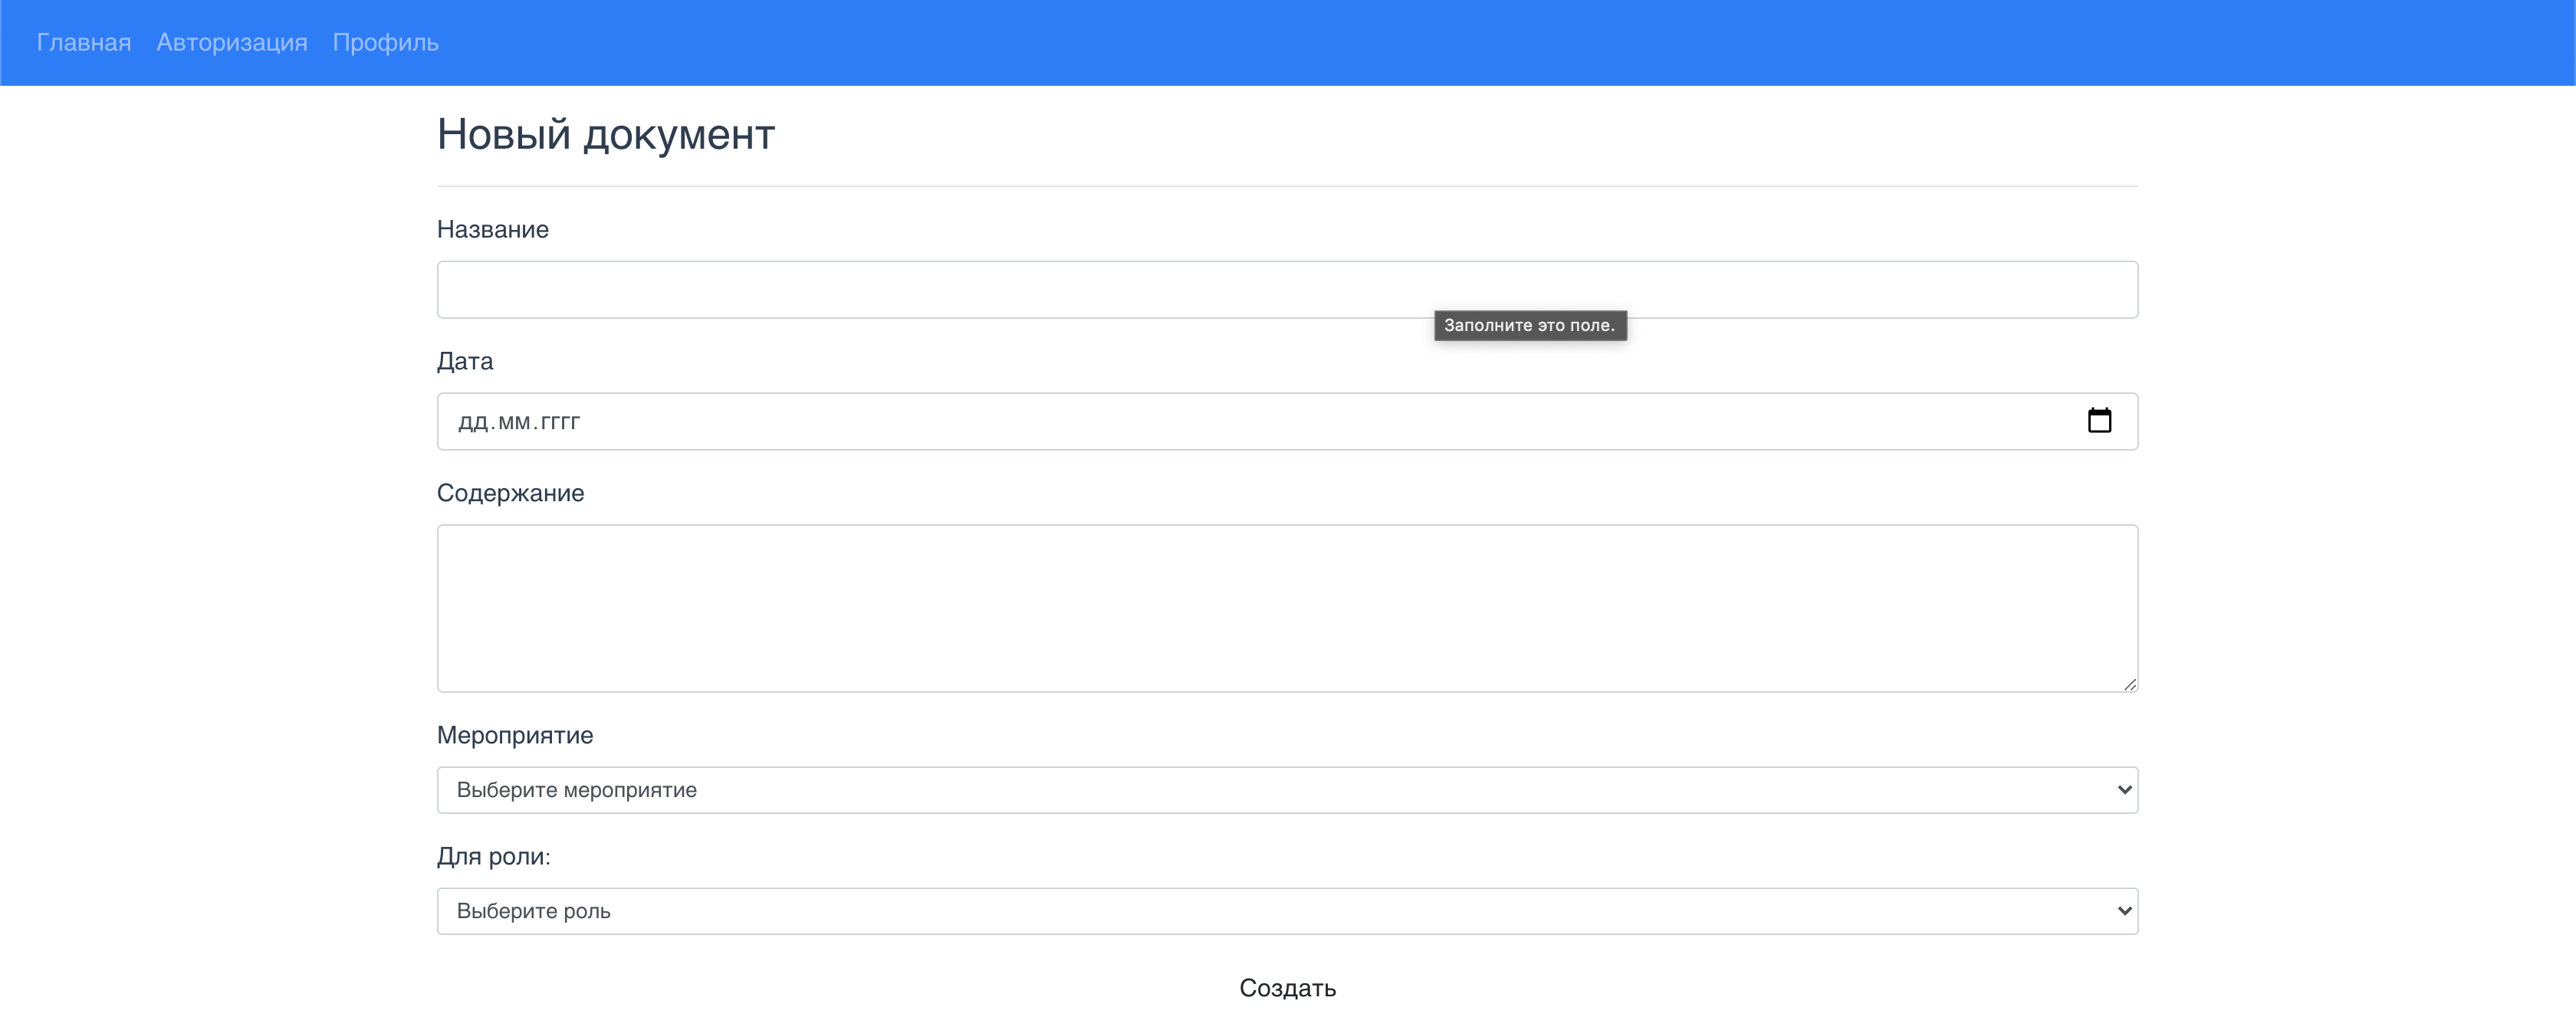 Главная Авторизация Профиль
Новый документ
Название
Заполните это поле.
Дата
дд.мм.гггг
Содержание
Мероприятие
Выберите мероприятие
Для роли:
Выберите роль
Создать